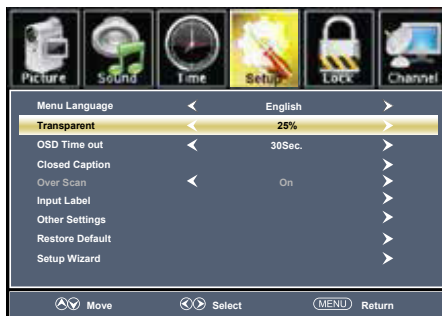 Picture Sound Time Setup Lock Channel
Menu Language English
Transparent 25%
OSD Time out 30Sec.
Closed Caption
Over Scan On
Input Label
Other Settings
Restore Default
Setup Wizard
Move Select MENU Return